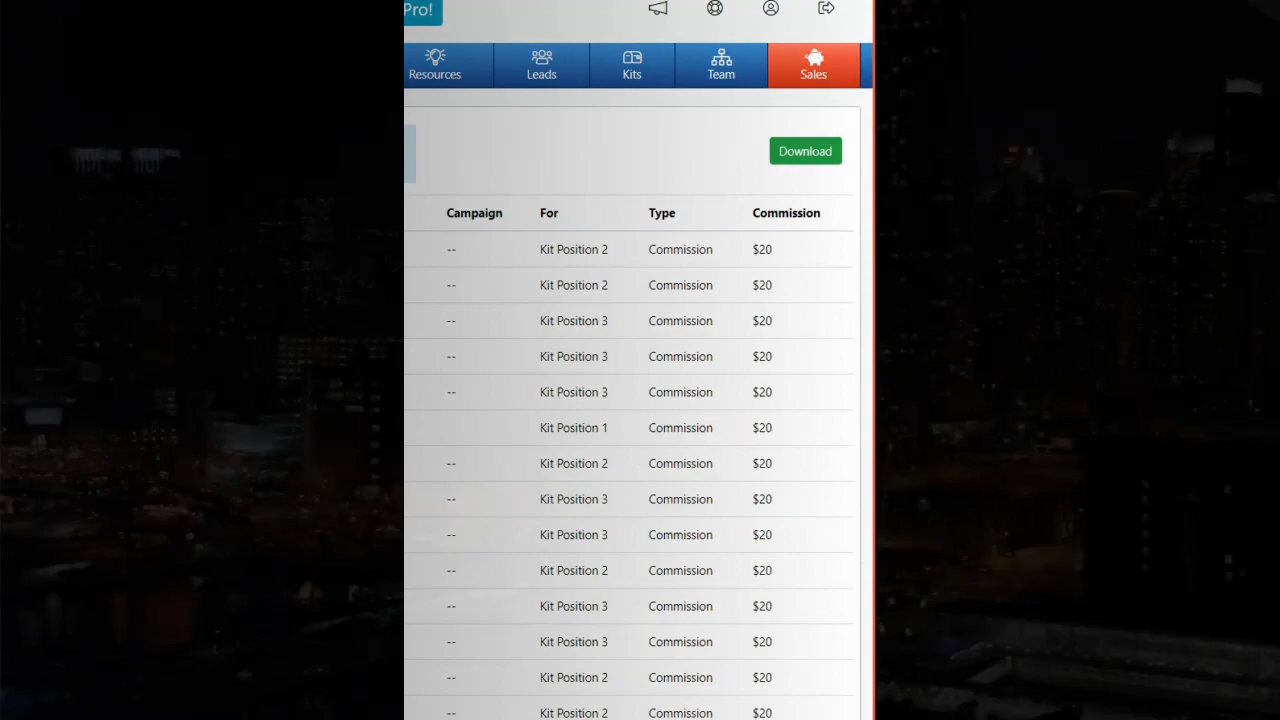 Pro!
Resources Leads Kits Team Sales
Download
Campaign For Type Commission
-- Kit Position 2 Commission $20
-- Kit Position 2 Commission $20
-- Kit Position 3 Commission $20
-- Kit Position 3 Commission $20
-- Kit Position 3 Commission $20
Kit Position 1 Commission $20
-- Kit Position 2 Commission $20
-- Kit Position 3 Commission $20
-- Kit Position 3 Commission $20
-- Kit Position 2 Commission $20
-- Kit Position 3 Commission $20
-- Kit Position 3 Commission $20
-- Kit Position 2 Commission $20
-- Kit Position 2 Commission $20